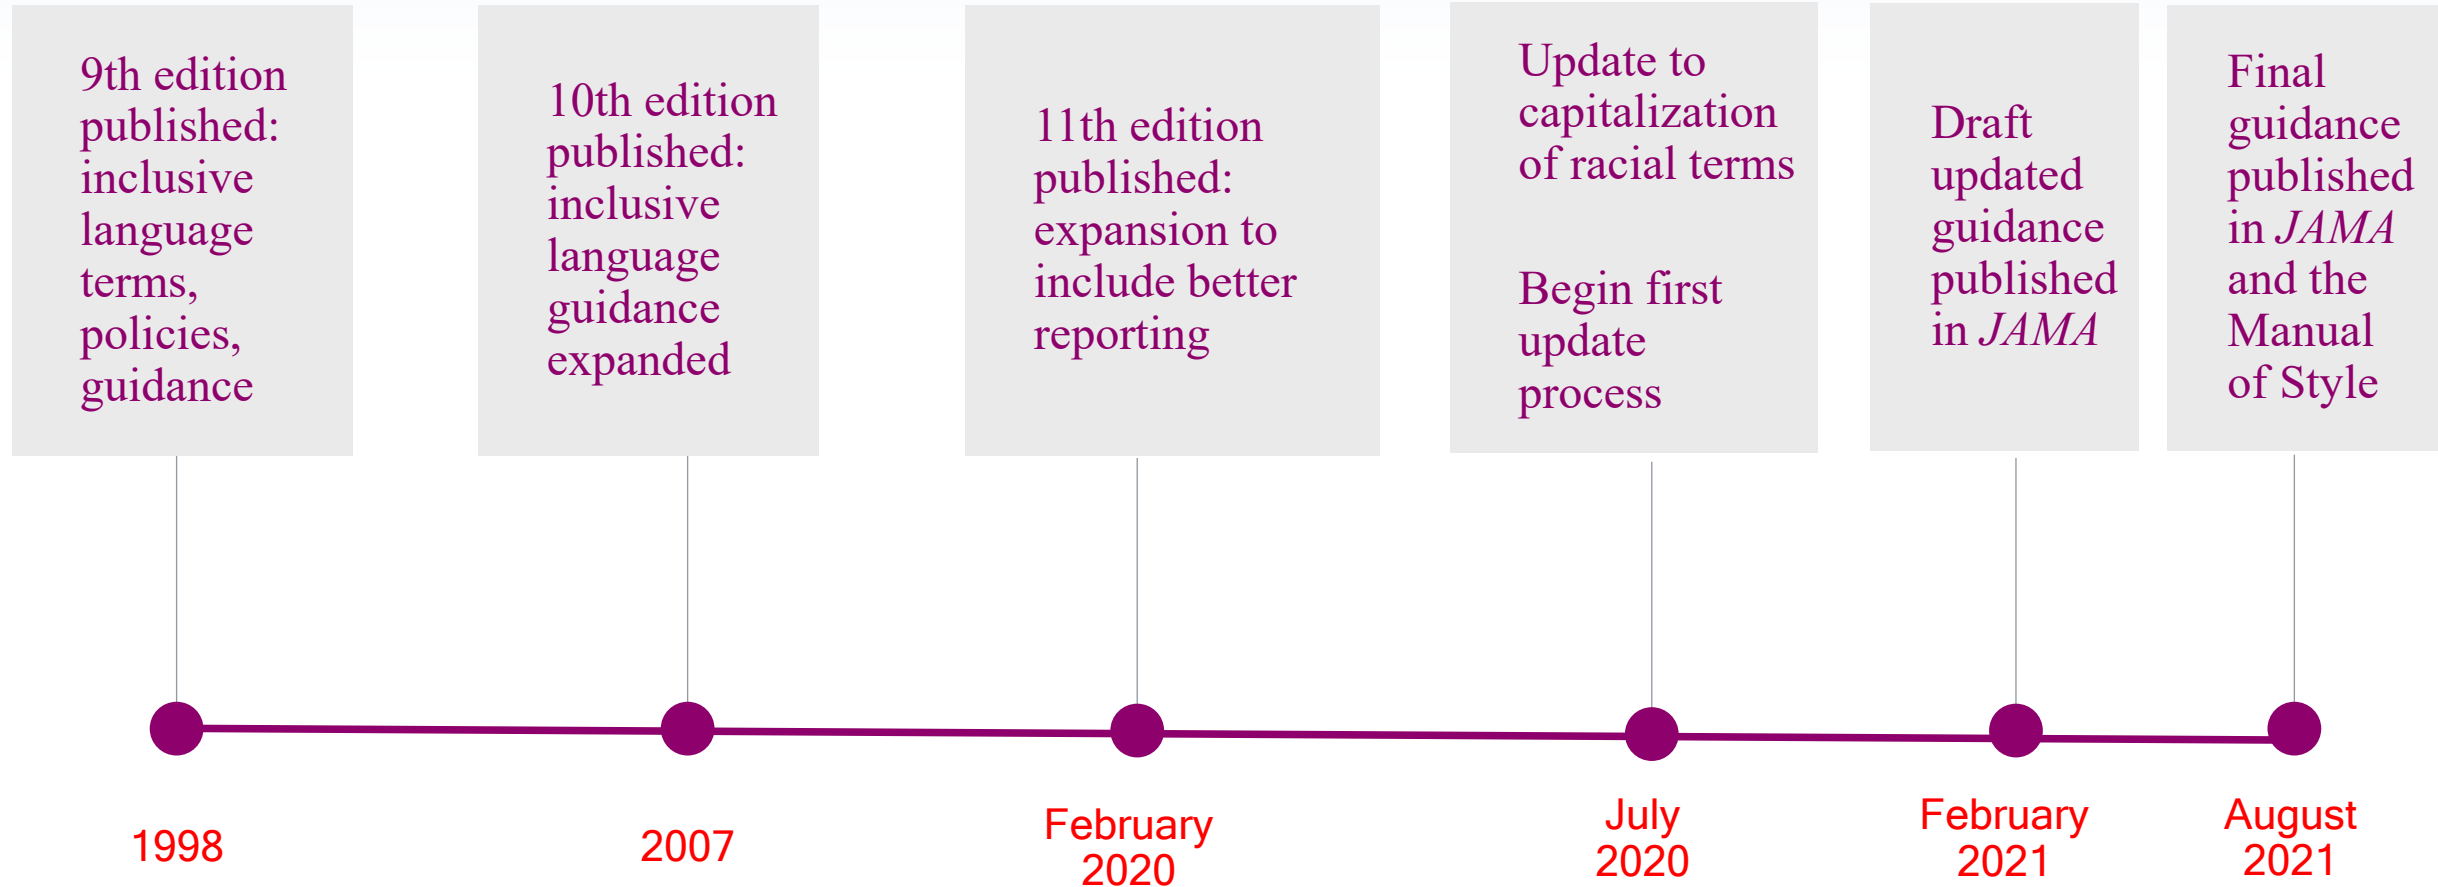 9th edition
published:
inclusive
language
terms,
policies,
guidance
10th edition
published:
inclusive
language
guidance
expanded
11th edition
published:
expansion to
include better
reporting
Update to
capitalization
of racial terms
Begin first
update
process
Draft
updated
guidance
published
in JAMA
Final
guidance
published
in JAMA
and the
Manual
of Style
1998
2007
February
2020
July
2020
February
2021
August
2021